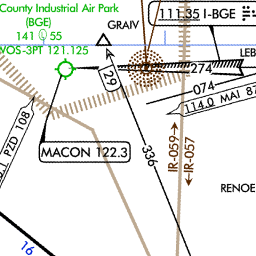 County Industrial Air Park
(BGE)
141 55
VOS-3PT 121.125
GRAIV
111.35 I-BGE
LEB
(29)
274
074
114.0 MAI 87
PZD 108
MACON 122.3
336
IR-059
IR-057
RENOE
16